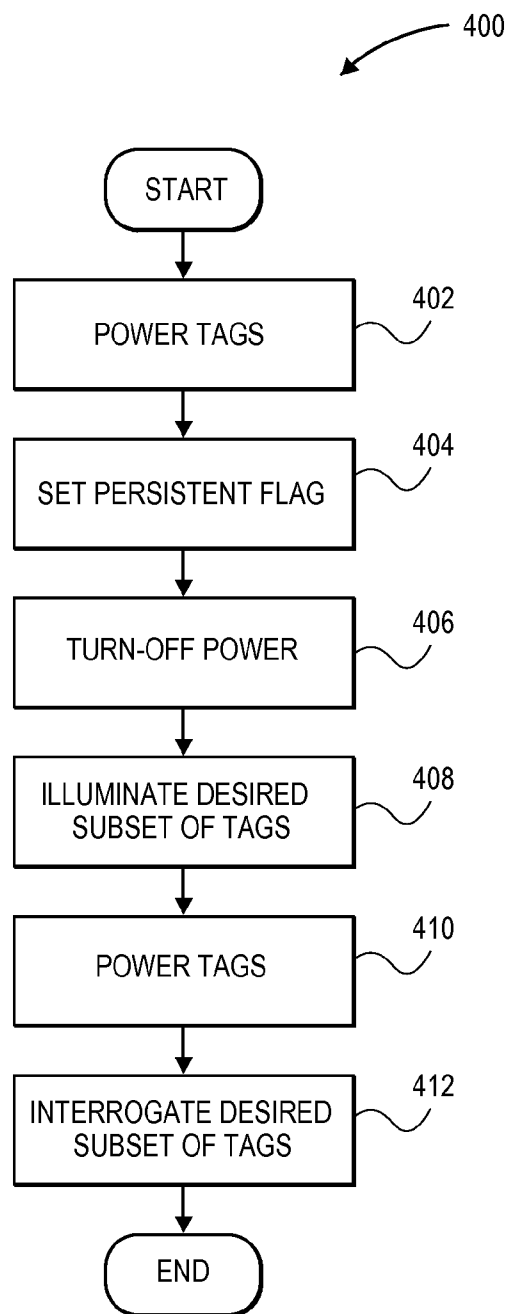 400
START
402
POWER TAGS
404
SET PERSISTENT FLAG
406
TURN-OFF POWER
408
ILLUMINATE DESIRED
SUBSET OF TAGS
410
POWER TAGS
412
INTERROGATE DESIRED
SUBSET OF TAGS
END